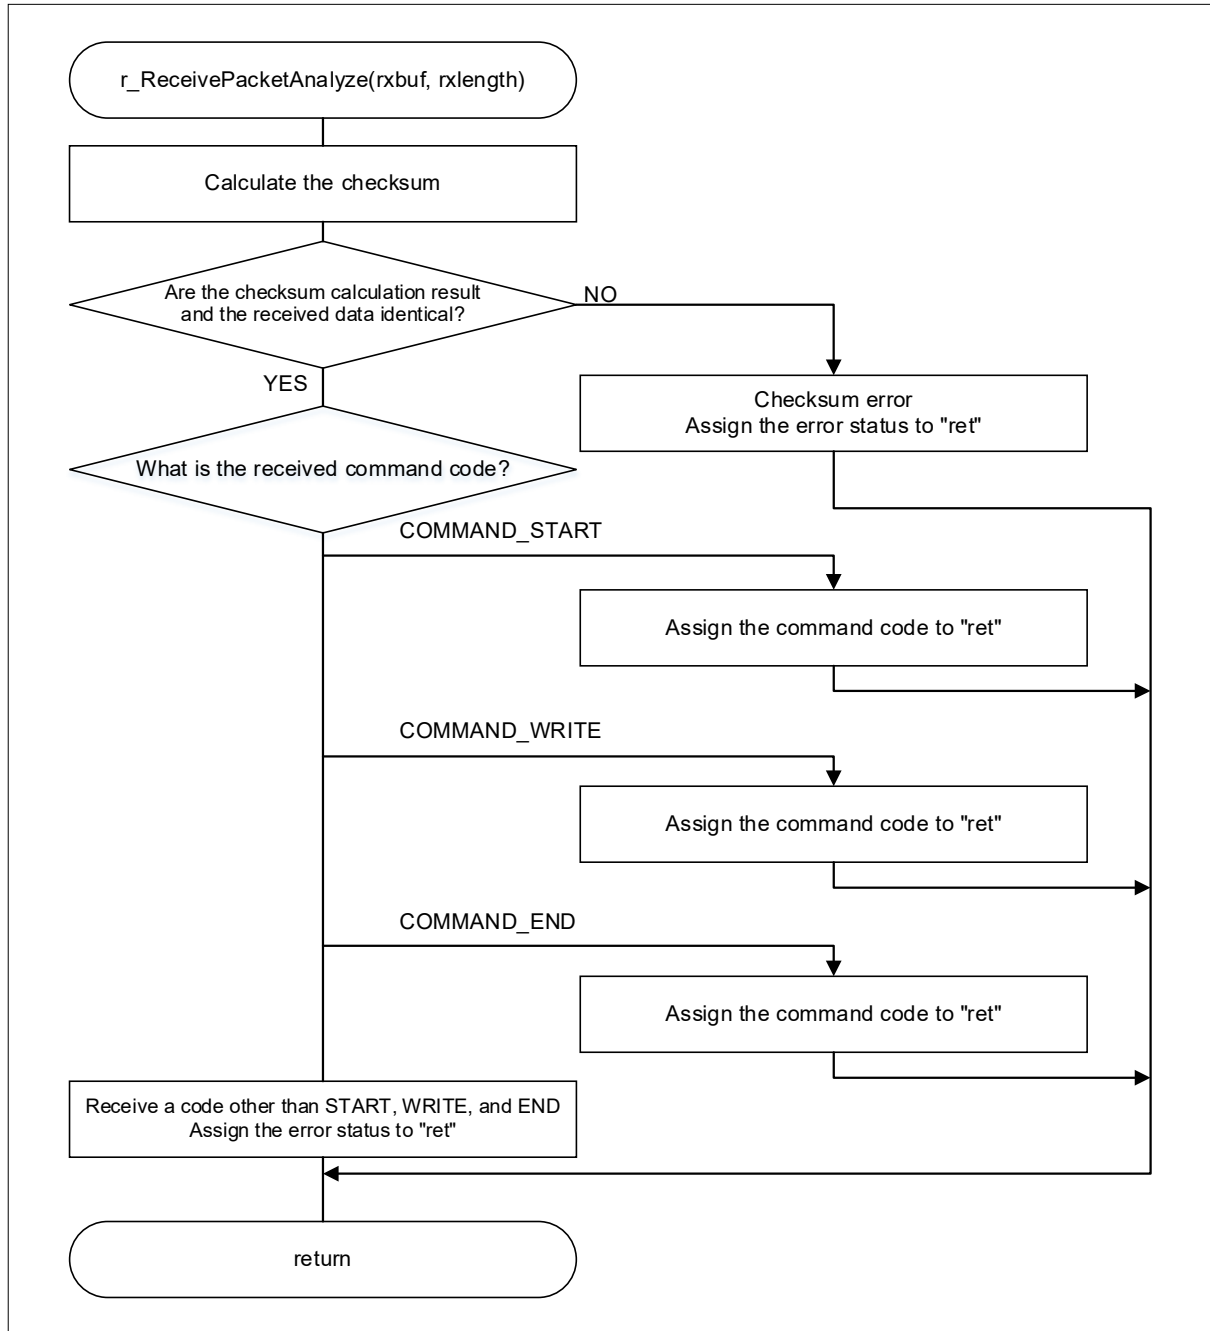 r_ReceivePacketAnalyze(rxbuf, rxlength)
Calculate the checksum
Are the checksum calculation result
and the received data identical?
NO
YES
Checksum error
Assign the error status to "ret"
What is the received command code?
COMMAND_START
Assign the command code to "ret"
COMMAND_WRITE
Assign the command code to "ret"
COMMAND_END
Assign the command code to "ret"
Receive a code other than START, WRITE, and END
Assign the error status to "ret"
return